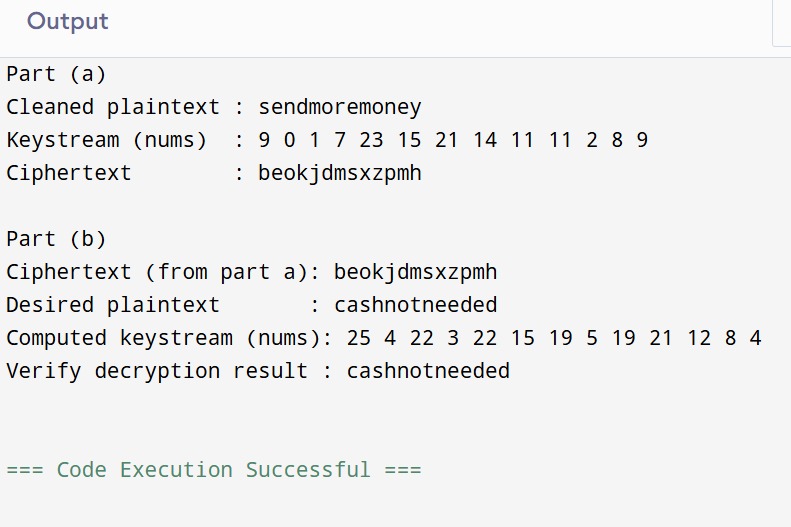 Output
Part (a)
Cleaned plaintext : sendmoremoney
Keystream (nums)  : 9 0 1 7 23 15 21 14 11 11 2 8 9
Ciphertext        : beokjdmsxzpmh
Part (b)
Ciphertext (from part a): beokjdmsxzpmh
Desired plaintext       : cashnotneeded
Computed keystream (nums): 25 4 22 3 22 15 19 5 19 21 12 8 4
Verify decryption result : cashnotneeded
=== Code Execution Successful ===